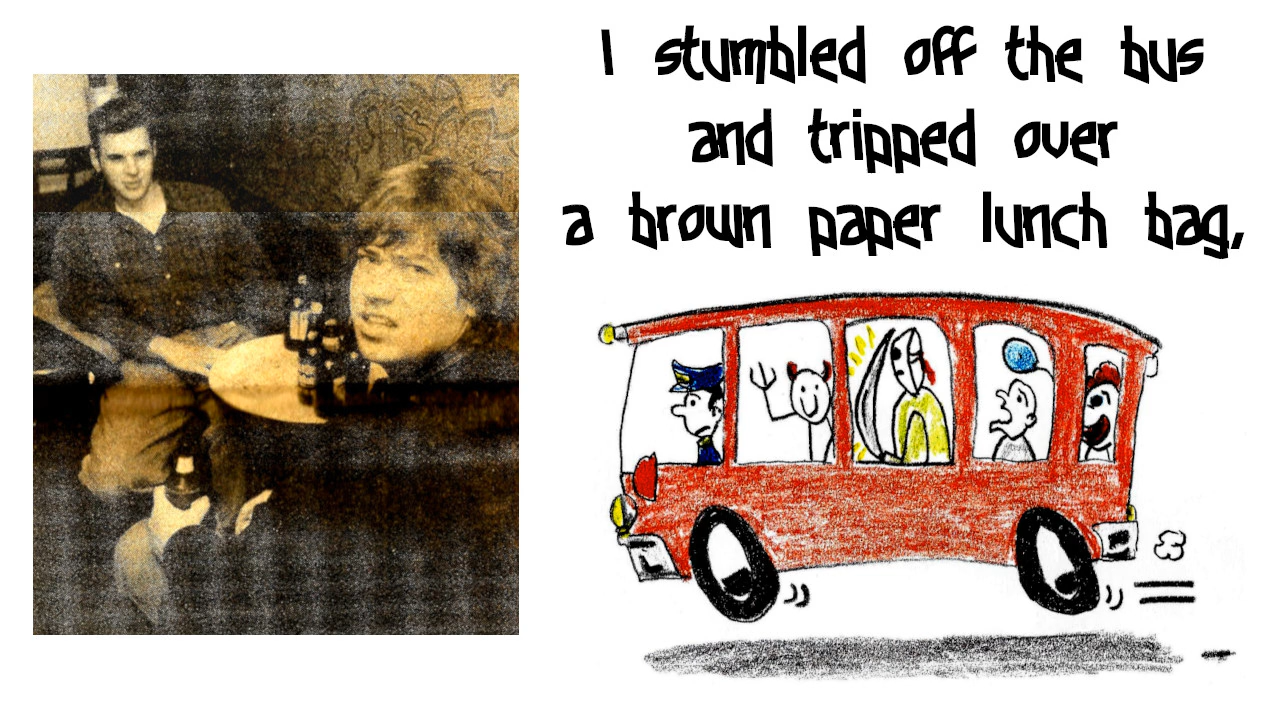 I stumbled off the bus
and tripped over
a brown paper lunch bag,